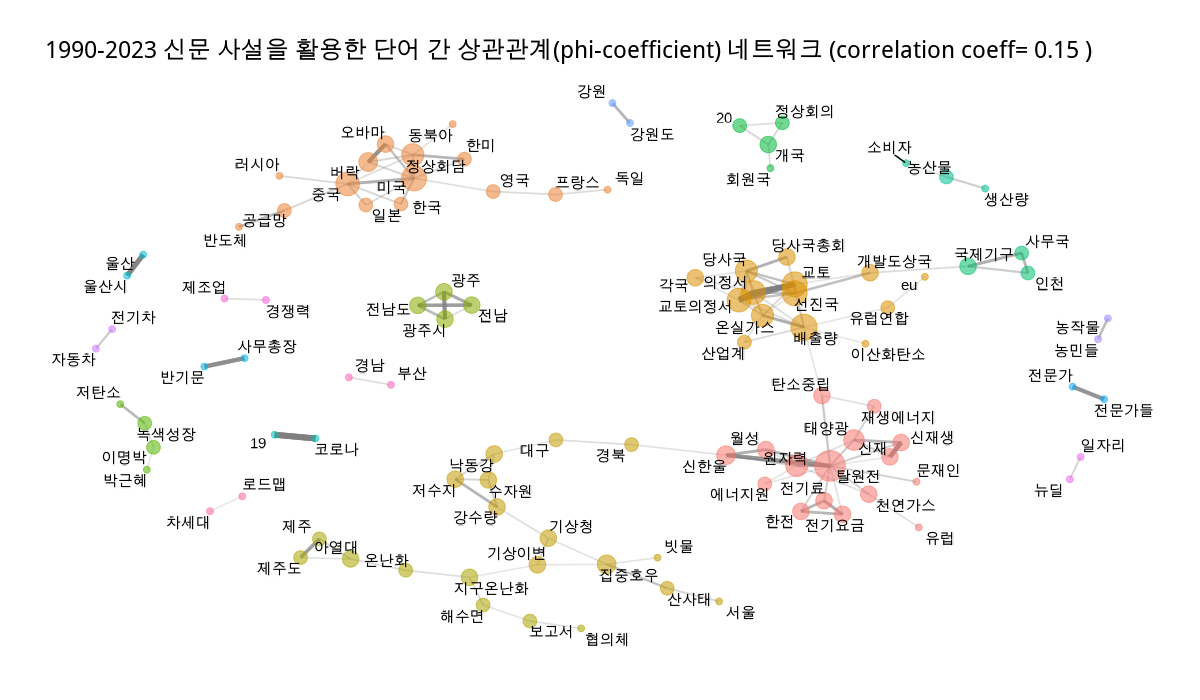 1990-2023 신문 사설을 활용한 단어 간 상관관계(phi-coefficient) 네트워크 (correlation coeff= 0.15 )
강원
강원도
20
정상회의
개국
회원국
오바마
동북아
한미
러시아
버락
정상회담
중국
미국
영국
프랑스
독일
일본
한국
공급망
반도체
소비자
농산물
생산량
울산
울산시
제조업
경쟁력
전기차
자동차
사무총장
반기문
광주
전남도
전남
광주시
경남
부산
당사국
당사국총회
각국
의정서
교토
교토의정서
선진국
개발도상국
eu
유럽연합
온실가스
배출량
산업계
이산화탄소
국제기구
사무국
인천
농작물
농민들
전문가
전문가들
일자리
뉴딜
저탄소
녹색성장
이명박
박근혜
19
코로나
로드맵
차세대
탄소중립
재생에너지
태양광
월성
신한울
원자력
신재
신재생
탈원전
문재인
에너지원
전기료
천연가스
한전
전기요금
유럽
대구
경북
낙동강
저수지
수자원
강수량
기상청
제주
제주도
아열대
온난화
기상이변
지구온난화
집중호우
빗물
산사태
서울
해수면
보고서
협의체